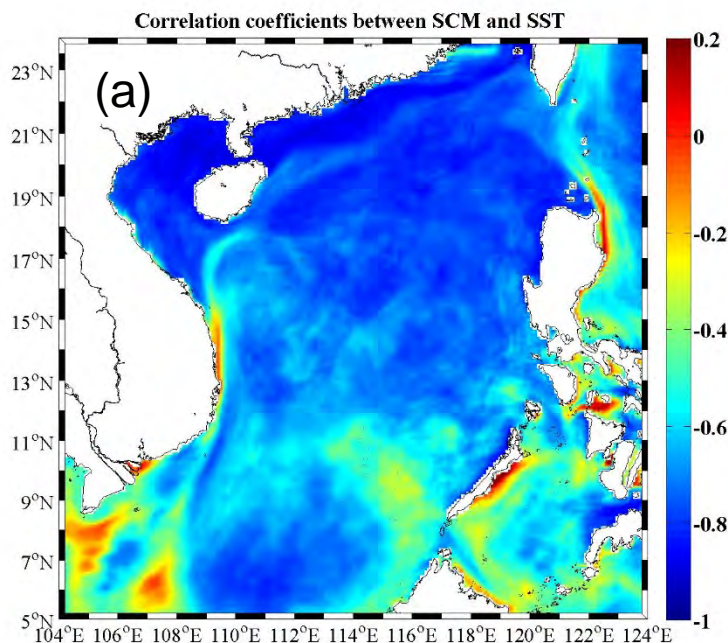 Correlation coefficients between SCM and SST
(a)
23°N
21°N
19°N
17°N
15°N
13°N
11°N
9°N
7°N
5°N
104°E 106°E 108°E 110°E 112°E 114°E 116°E 118°E 120°E 122°E 124°E
0.2
0
-0.2
-0.4
-0.6
-0.8
-1